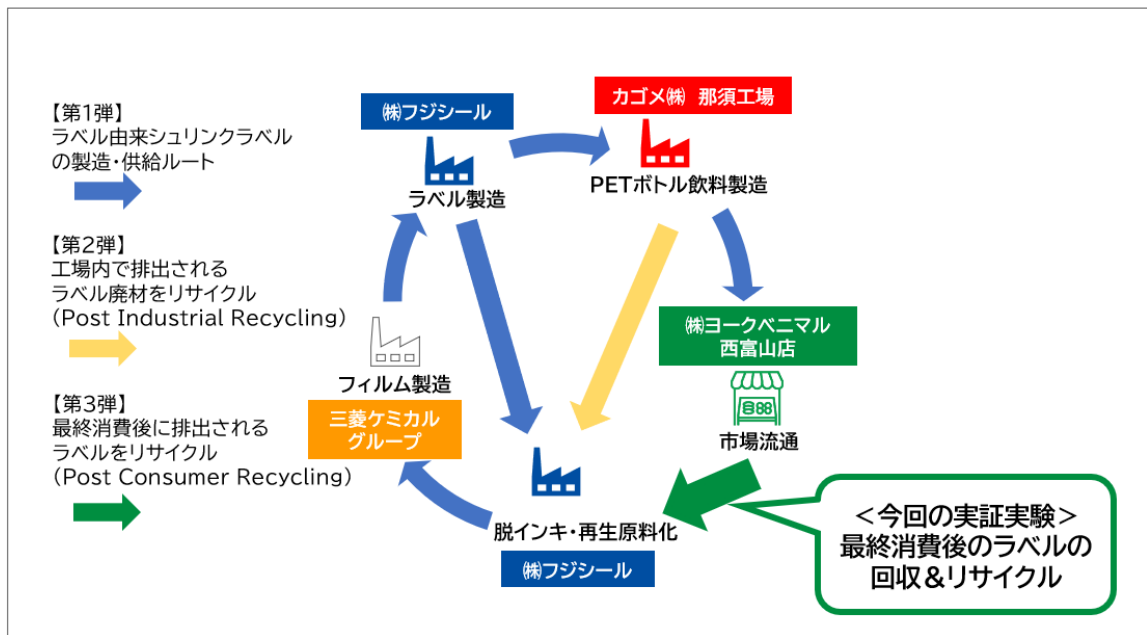 【第1弾】
ラベル由来シュリンクラベル
の製造・供給ルート
【第2弾】
工場内で排出される
ラベル廃材をリサイクル
（Post Industrial Recycling）
【第3弾】
最終消費後に排出される
ラベルをリサイクル
（Post Consumer Recycling）
㈱フジシール
ラベル製造
カゴメ㈱ 那須工場
PETボトル飲料製造
㈱ヨークベニマル
西富山店
市場流通
フィルム製造
三菱ケミカル
グループ
脱インキ・再生原料化
㈱フジシール
＜今回の実証実験＞
最終消費後のラベルの
回収＆リサイクル